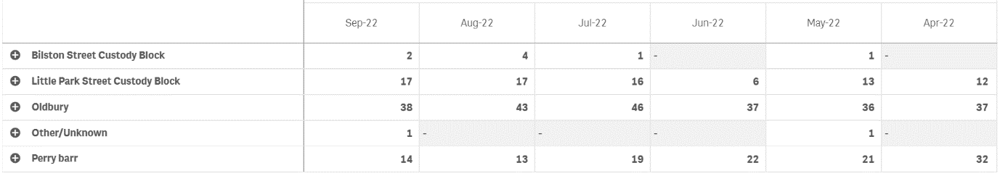 Sep-22 Aug-22 Jul-22 Jun-22 May-22 Apr-22
Bilston Street Custody Block 2 4 1 - 1 -
Little Park Street Custody Block 17 17 16 6 13 12
Oldbury 38 43 46 37 36 37
Other/Unknown 1 - - - 1 -
Perry barr 14 13 19 22 21 32